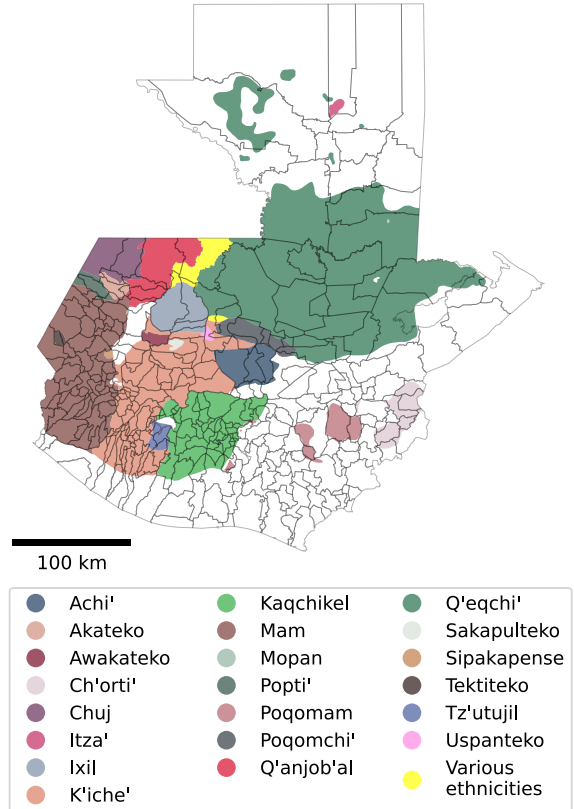 100 km
Achi'
Akateko
Awakateko
Ch'orti'
Chuj
Itza'
Ixil
K'iche'
Kaqchikel
Mam
Mopan
Popti'
Poqomam
Poqomchi'
Q'anjob'al
Q'eqchi'
Sakapulteko
Sipakapense
Tektiteko
Tz'utujil
Uspanteko
Various
ethnicities